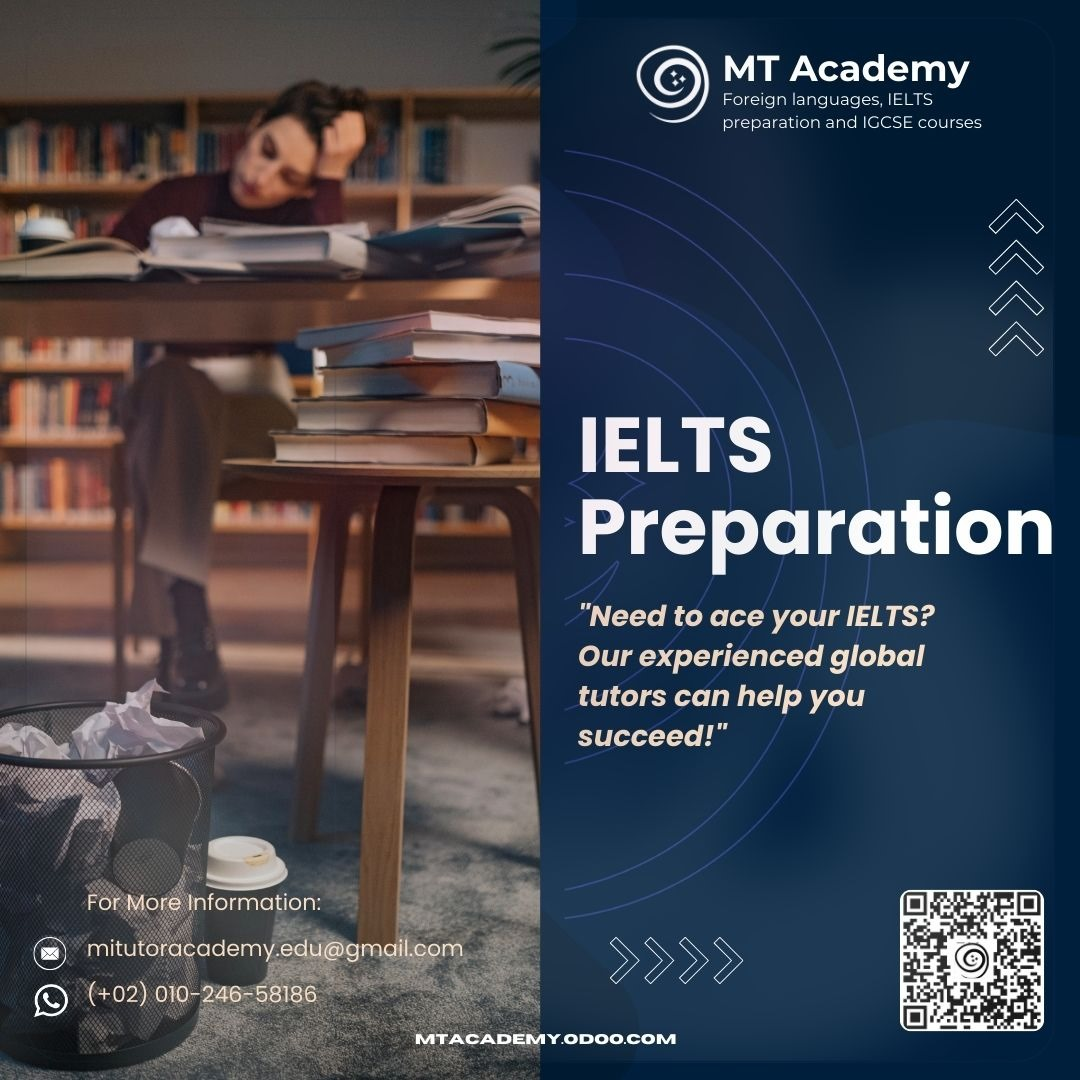 MT Academy
Foreign languages, IELTS
preparation and IGCSE courses
IELTS
Preparation
"Need to ace your IELTS?
Our experienced global
tutors can help you
succeed!"
For More Information:
mitutoracademy.edu@gmail.com
(+02) 010-246-58186
MTACADEMY.ODOO.COM